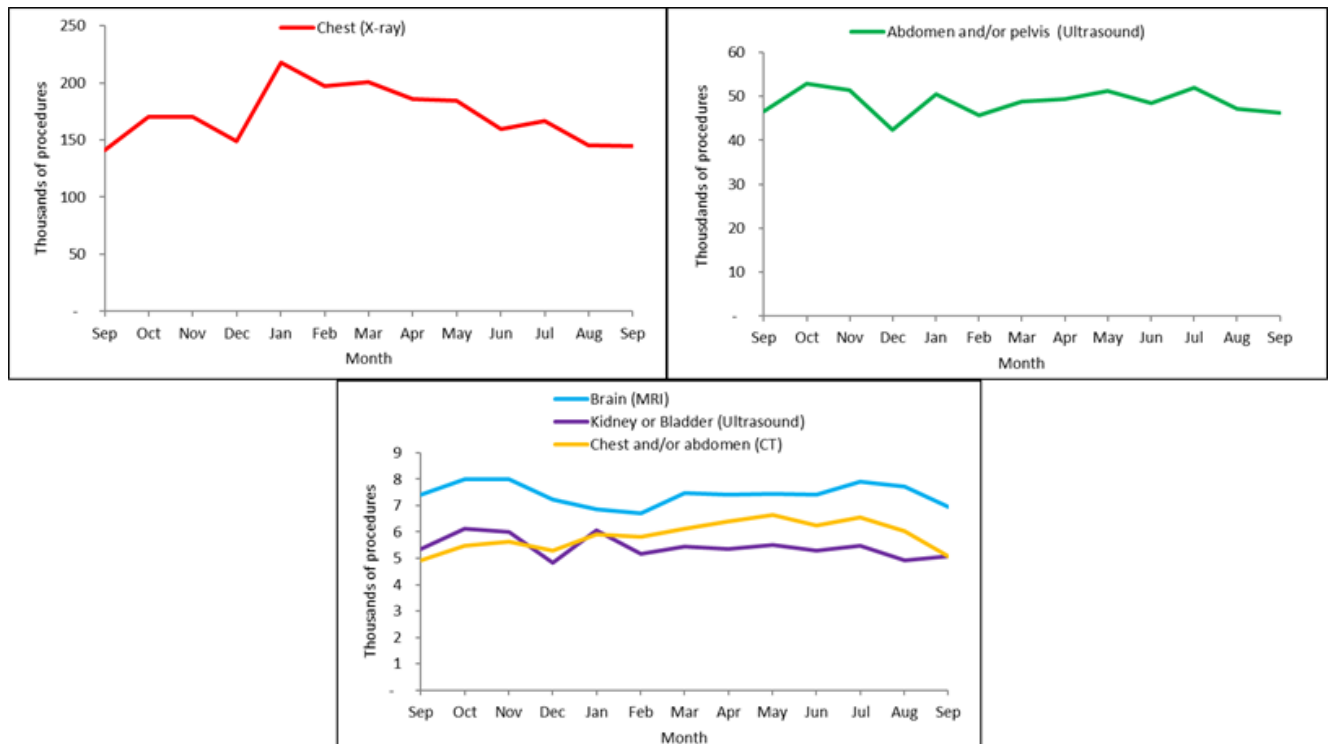 Chest (X-ray)
250
200
150
100
50
-
Thousands of procedures
Sep Oct Nov Dec Jan Feb Mar Apr May Jun Jul Aug Sep
Month
Abdomen and/or pelvis (Ultrasound)
60
50
40
30
20
10
-
Thousdands of procedures
Sep Oct Nov Dec Jan Feb Mar Apr May Jun Jul Aug Sep
Month
Brain (MRI)
Kidney or Bladder (Ultrasound)
Chest and/or abdomen (CT)
9
8
7
6
5
4
3
2
1
-
Thousands of procedures
Sep Oct Nov Dec Jan Feb Mar Apr May Jun Jul Aug Sep
Month